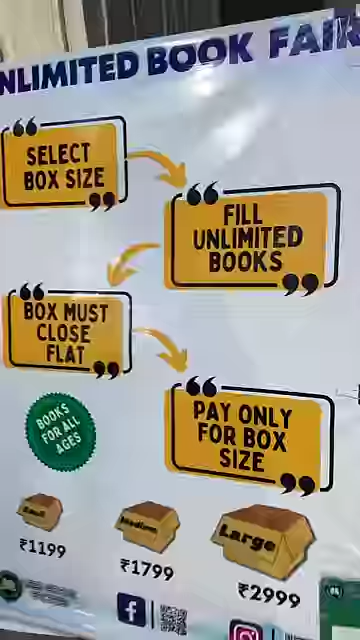 NLIMITED BOOK FAIR
SELECT
BOX SIZE
FILL
UNLIMITED
BOOKS
BOX MUST
CLOSE
FLAT
PAY ONLY
FOR BOX
SIZE
BOOKS
FOR ALL
AGES
Small
Medium
Large
₹1199
₹1799
₹2999